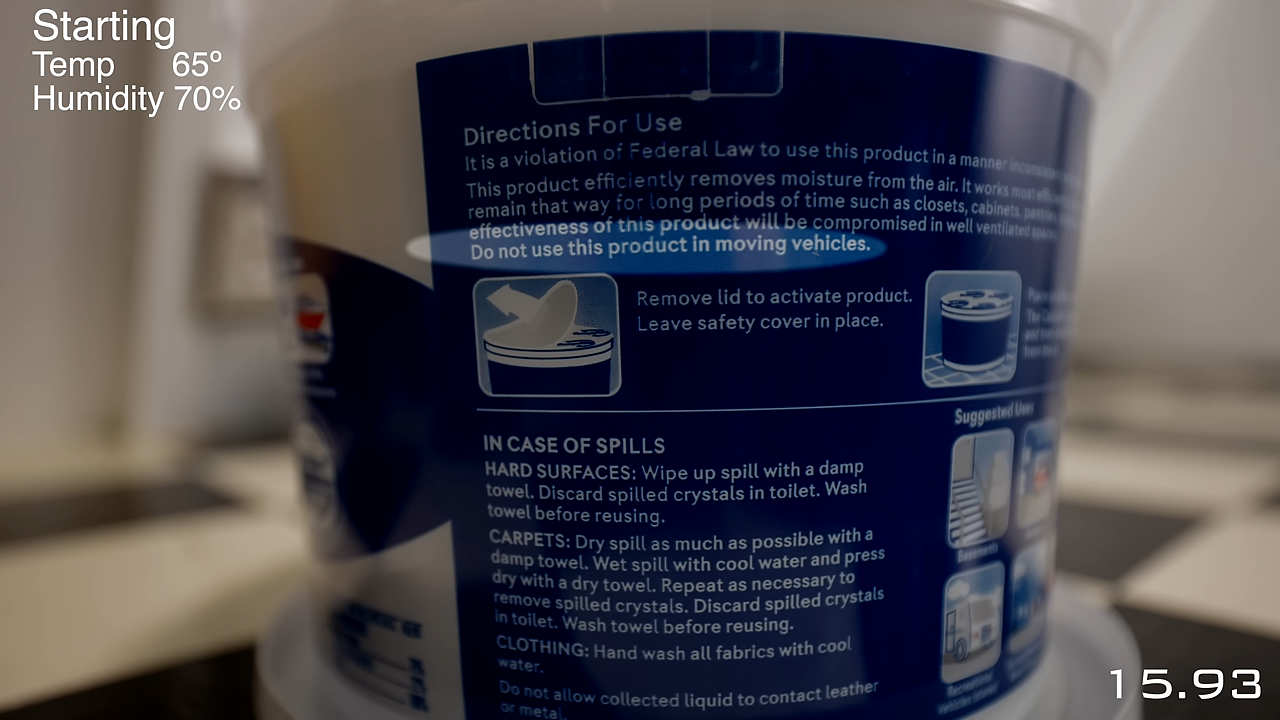 Starting
Temp 65º
Humidity 70%
Directions For Use
It is a violation of Federal Law to use this product in a manner
This product efficiently removes moisture from the air. It works most
remain that way for long periods of time such as closets, cabinets,
effectiveness of this product will be compromised in well ventilated
Do not use this product in moving vehicles.
Remove lid to activate product.
Leave safety cover in place.
Suggested Uses
IN CASE OF SPILLS
HARD SURFACES: Wipe up spill with a damp
towel. Discard spilled crystals in toilet. Wash
towel before reusing.
CARPETS: Dry spill as much as possible with a
damp towel. Wet spill with cool water and press
dry with a dry towel. Repeat as necessary to
remove spilled crystals. Discard spilled crystals
in toilet. Wash towel before reusing.
Basements
CLOTHING: Hand wash all fabrics with cool
water.
Do not allow collected liquid to contact leather
or metal.
15.93